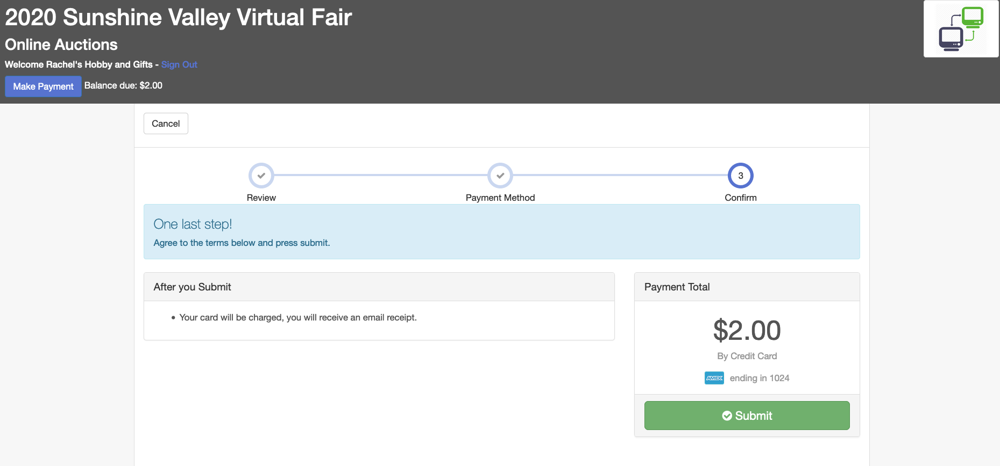 2020 Sunshine Valley Virtual Fair
Online Auctions
Welcome Rachel's Hobby and Gifts - Sign Out
Make Payment Balance due: $2.00
Cancel
3
Review Payment Method Confirm
One last step!
Agree to the terms below and press submit.
After you Submit
• Your card will be charged, you will receive an email receipt.
Payment Total
$2.00
By Credit Card
AMEX ending in 1024
Submit